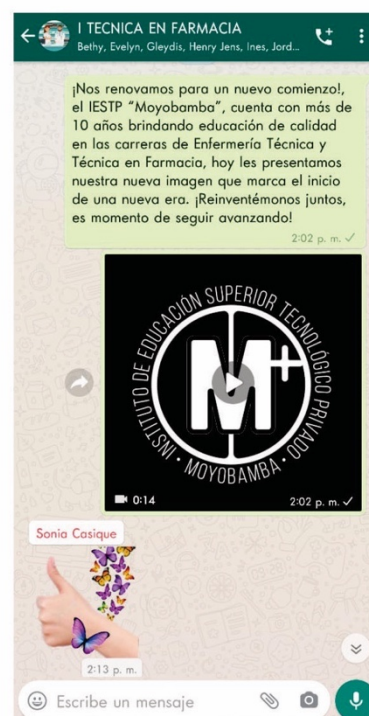 I TECNICA EN FARMACIA
Bethy, Evelyn, Gleydis, Henry Jens, Ines, Jord...
¡Nos renovamos para un nuevo comienzo!,
el IESTP “Moyobamba”, cuenta con más de
10 años brindando educación de calidad
en las carreras de Enfermería Técnica y
Técnica en Farmacia, hoy les presentamos
nuestra nueva imagen que marca el inicio
de una nueva era. ¡Reinventémonos juntos,
es momento de seguir avanzando!
2:02 p. m.
INSTITUTO DE EDUCACIÓN SUPERIOR TECNOLÓGICO PRIVADO
M+
• MOYOBAMBA •
0:14
2:02 p. m.
Sonia Casique
2:13 p. m.
Escribe un mensaje